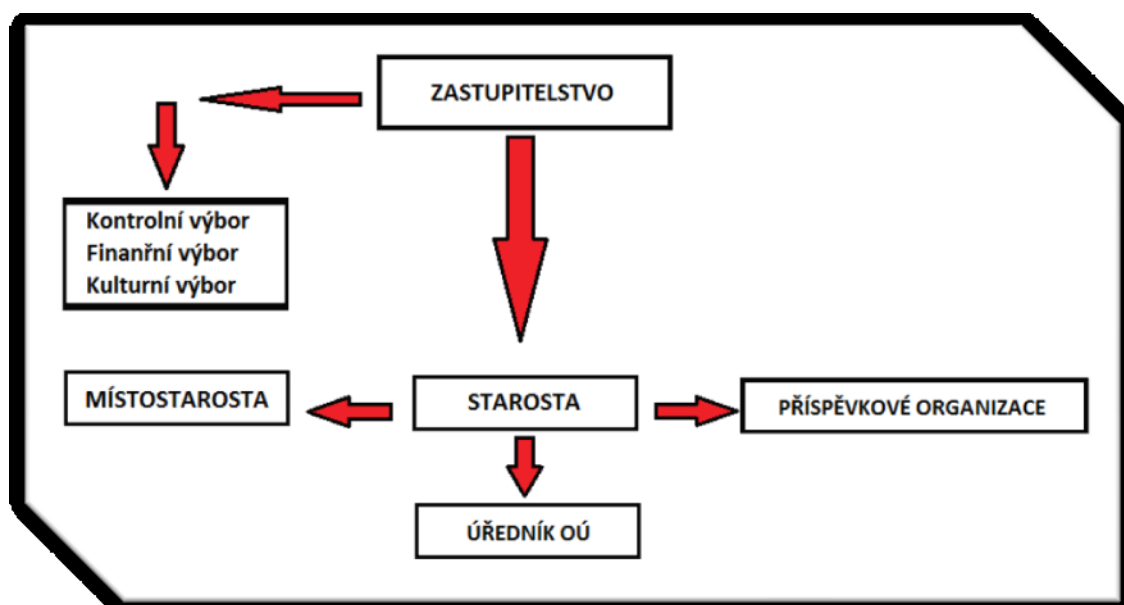 ZASTUPITELSTVO
Kontrolní výbor
Finanřní výbor
Kulturní výbor
MÍSTOSTAROSTA
STAROSTA
PŘÍSPĚVKOVÉ ORGANIZACE
ÚŘEDNÍK OÚ